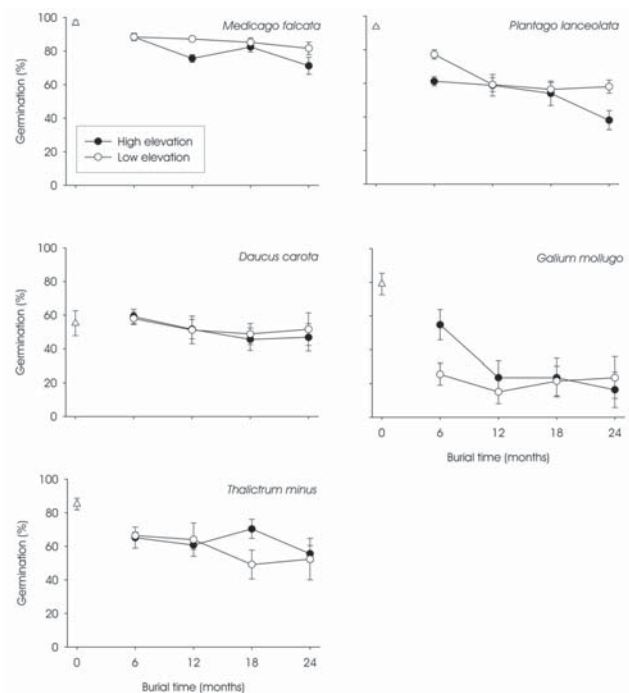 Medicago falcata
Plantago lanceolata
100
80
60
40
20
0
Germination (%)
High elevation
Low elevation
Daucus carota
Galium mollugo
100
80
60
40
20
0
Germination (%)
0 6 12 18 24
Burial time (months)
Thalictrum minus
100
80
60
40
20
0
Germination (%)
0 6 12 18 24
Burial time (months)